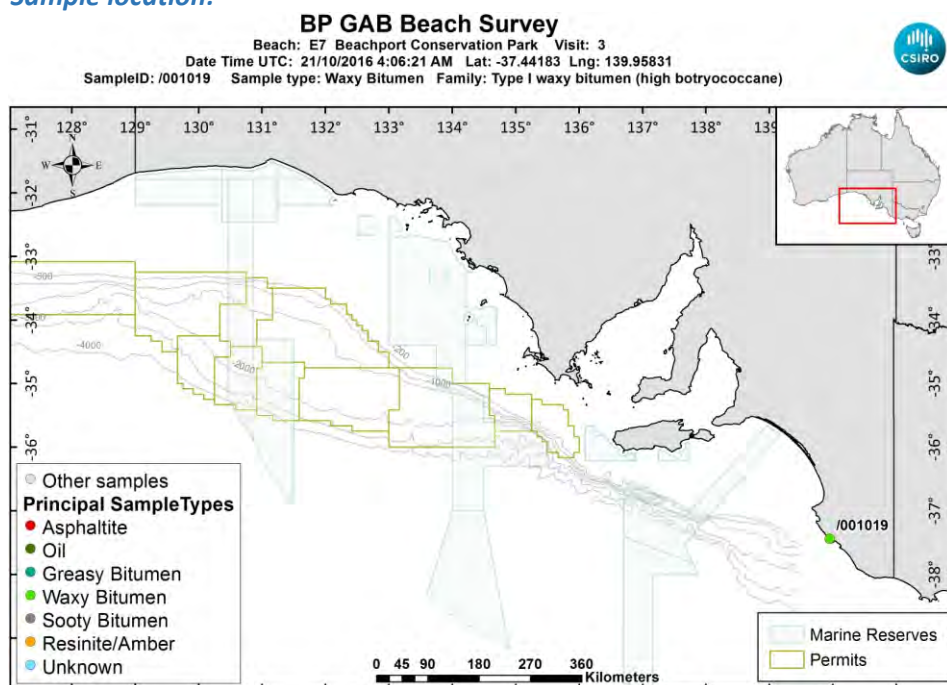 Sample location:
BP GAB Beach Survey
Beach: E7 Beachport Conservation Park Visit: 3
Date Time UTC: 21/10/2016 4:06:21 AM Lat: -37.44183 Lng: 139.95831
SampleID: /001019 Sample type: Waxy Bitumen Family: Type I waxy bitumen (high botryococcane)
CSIRO
128° 129° 130° 131° 132° 133° 134° 135° 136° 137° 138° 139
-31°
N
W E
S
-32°
-33°
-34°
-35°
-36°
-37°
-38°
-33°
-34°
-35°
-36°
-37°
-38°
-4000
-2000
-200
-1000
/001019
Other samples
Principal SampleTypes
Asphaltite
Oil
Greasy Bitumen
Waxy Bitumen
Sooty Bitumen
Resinite/Amber
Unknown
0 45 90 180 270 360
Kilometers
Marine Reserves
Permits